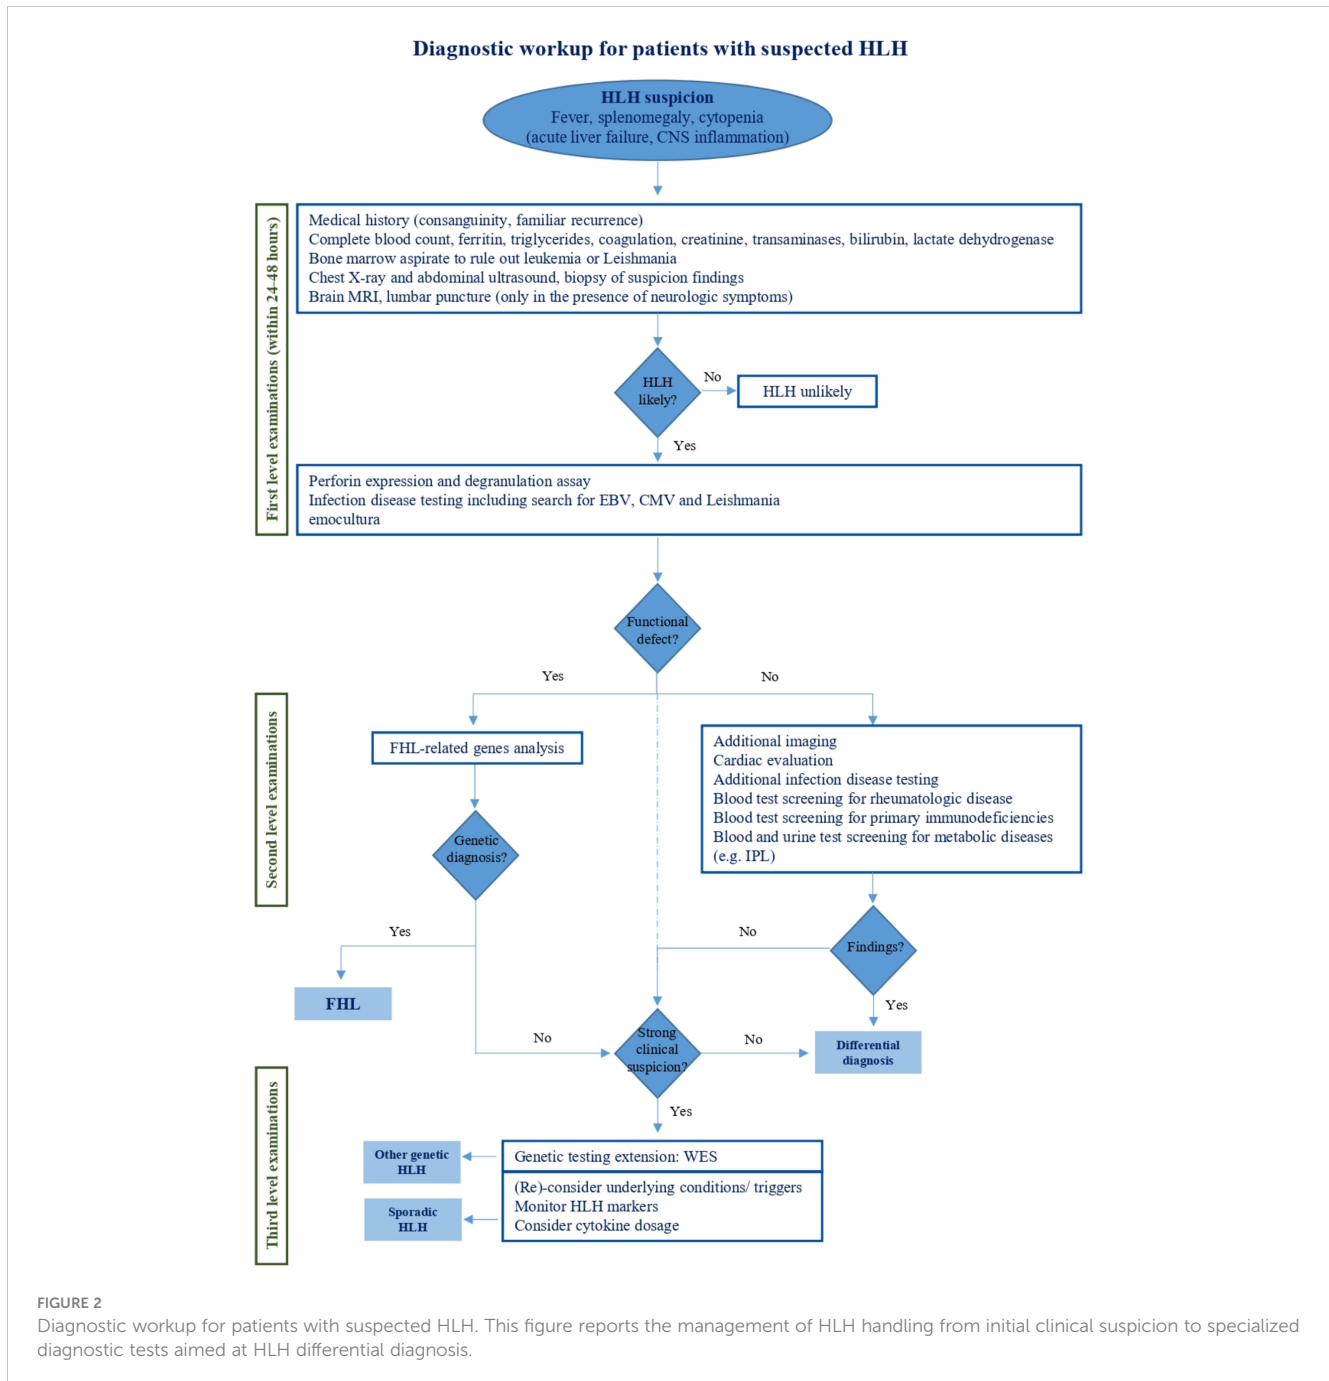 Diagnostic workup for patients with suspected HLH
HLH suspicion
Fever, splenomegaly, cytopenia
(acute liver failure, CNS inflammation)
First level examinations (within 24-48 hours)
Medical history (consanguinity, familiar recurrence)
Complete blood count, ferritin, triglycerides, coagulation, creatinine, transaminases, bilirubin, lactate dehydrogenase
Bone marrow aspirate to rule out leukemia or Leishmania
Chest X-ray and abdominal ultrasound, biopsy of suspicion findings
Brain MRI, lumbar puncture (only in the presence of neurologic symptoms)
HLH
likely?
No
HLH unlikely
Yes
Perforin expression and degranulation assay
Infection disease testing including search for EBV, CMV and Leishmania
emocultura
Functional
defect?
Yes
No
Second level examinations
FHL-related genes analysis
Additional imaging
Cardiac evaluation
Additional infection disease testing
Blood test screening for rheumatologic disease
Blood test screening for primary immunodeficiencies
Blood and urine test screening for metabolic diseases
(e.g. IPL)
Genetic
diagnosis?
Yes
No
Findings?
FHL
Yes
No
Strong
clinical
suspicion?
No
Differential
diagnosis
Yes
Third level examinations
Other genetic
HLH
Genetic testing extension: WES
(Re)-consider underlying conditions/ triggers
Monitor HLH markers
Consider cytokine dosage
Sporadic
HLH
FIGURE 2
Diagnostic workup for patients with suspected HLH. This figure reports the management of HLH handling from initial clinical suspicion to specialized
diagnostic tests aimed at HLH differential diagnosis.